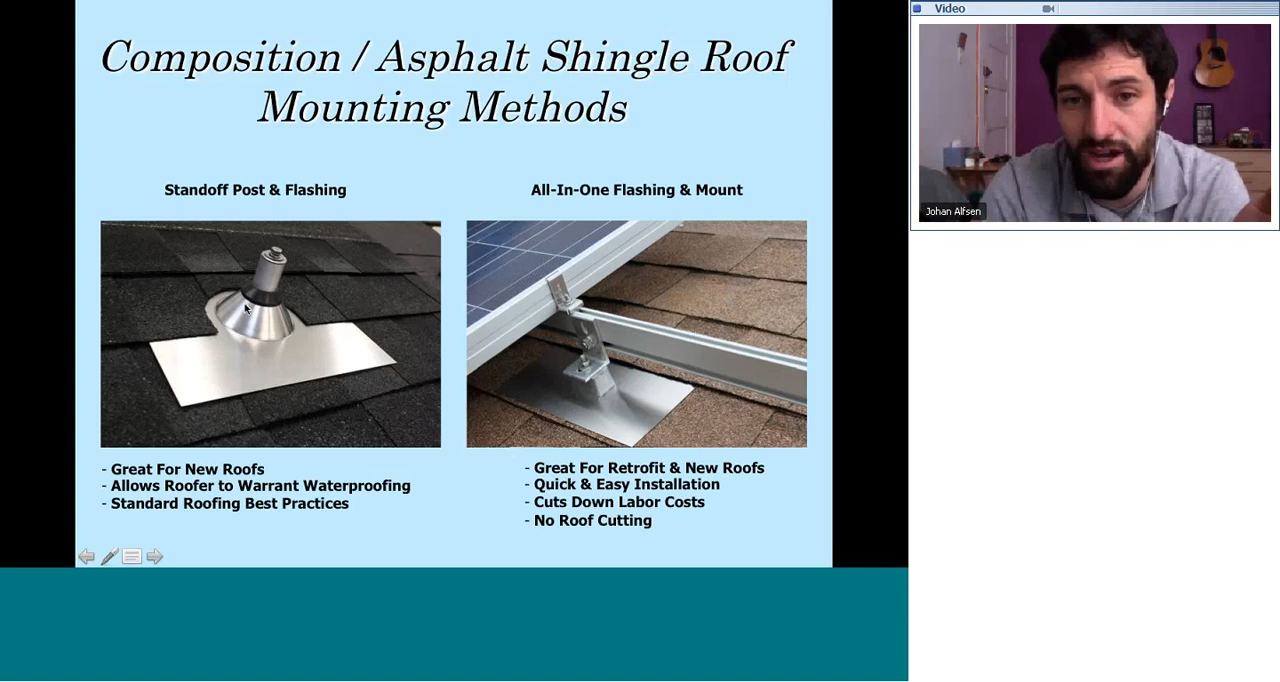 Composition / Asphalt Shingle Roof
Mounting Methods
Standoff Post & Flashing
All-In-One Flashing & Mount
- Great For New Roofs
- Allows Roofer to Warrant Waterproofing
- Standard Roofing Best Practices
- Great For Retrofit & New Roofs
- Quick & Easy Installation
- Cuts Down Labor Costs
- No Roof Cutting
Video
Johan Alfsen